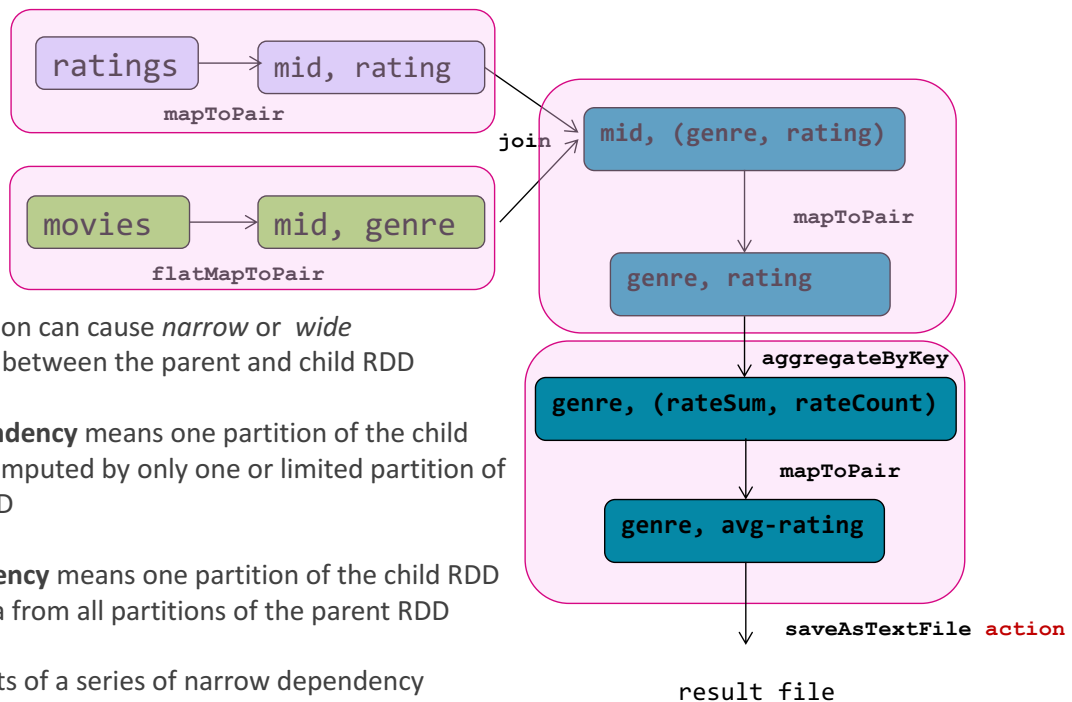 ratings
mid, rating
mapToPair
join
movies
mid, genre
flatMapToPair
mid, (genre, rating)
mapToPair
genre, rating
aggregateByKey
genre, (rateSum, rateCount)
mapToPair
genre, avg-rating
saveAsTextFile action
result file
on can cause narrow or wide
between the parent and child RDD
dency means one partition of the child
mputed by only one or limited partition of
D
ency means one partition of the child RDD
a from all partitions of the parent RDD
ts of a series of narrow dependency